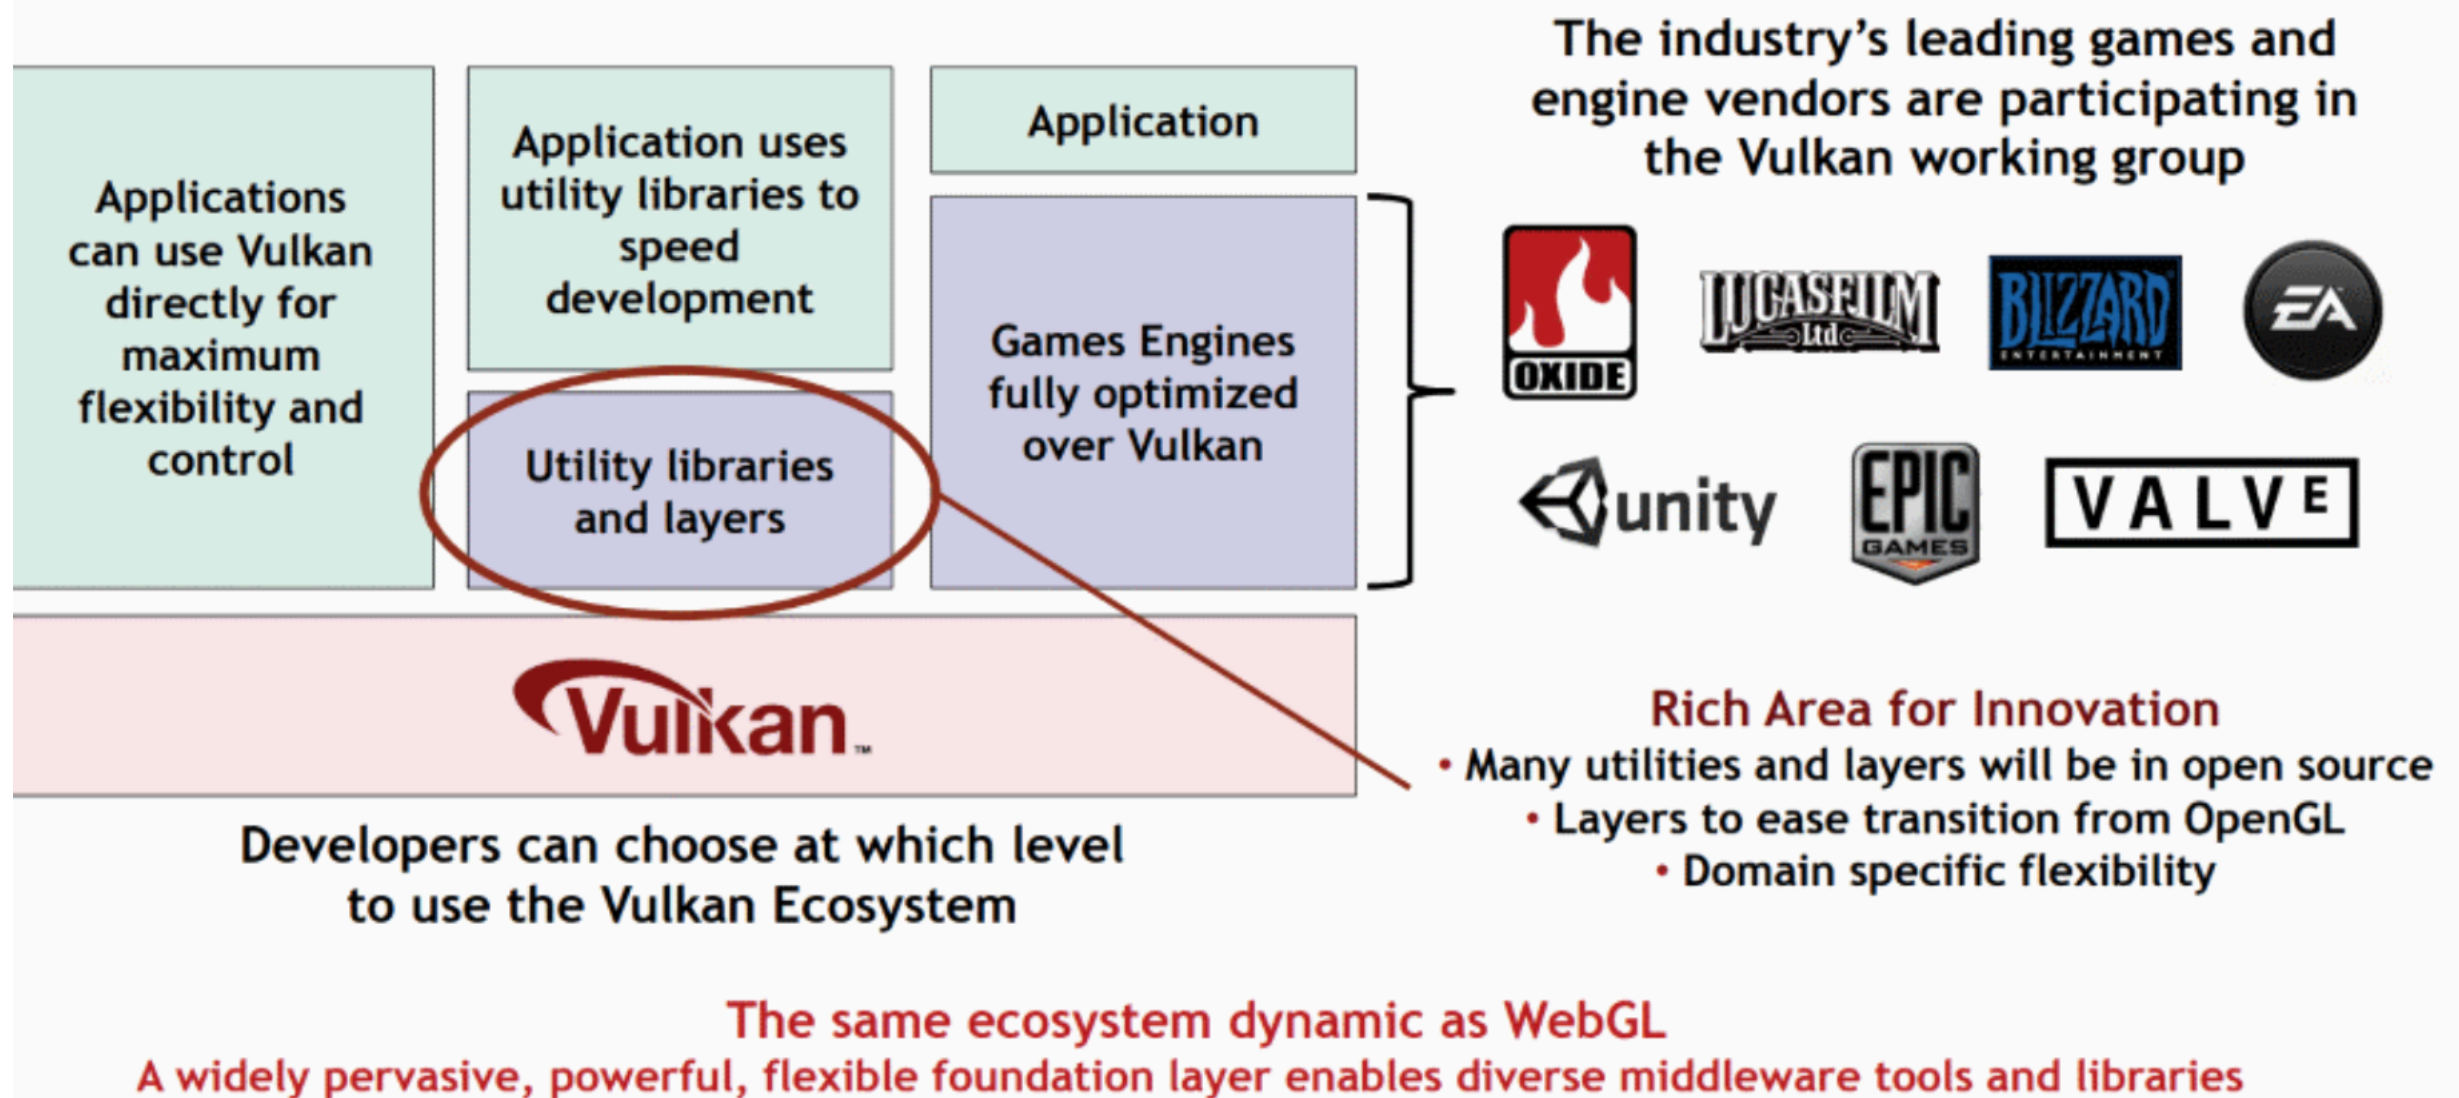 Applications
can use Vulkan
directly for
maximum
flexibility and
control
Application uses
utility libraries to
speed
development
Utility libraries
and layers
Application
Games Engines
fully optimized
over Vulkan
The industry's leading games and
engine vendors are participating in
the Vulkan working group
OXIDE
LUCASFILM
Ltd
BLIZZARD
ENTERTAINMENT
EA
unity
EPIC
GAMES
VALVE
Vulkan™
Developers can choose at which level
to use the Vulkan Ecosystem
Rich Area for Innovation
• Many utilities and layers will be in open source
• Layers to ease transition from OpenGL
• Domain specific flexibility
The same ecosystem dynamic as WebGL
A widely pervasive, powerful, flexible foundation layer enables diverse middleware tools and libraries